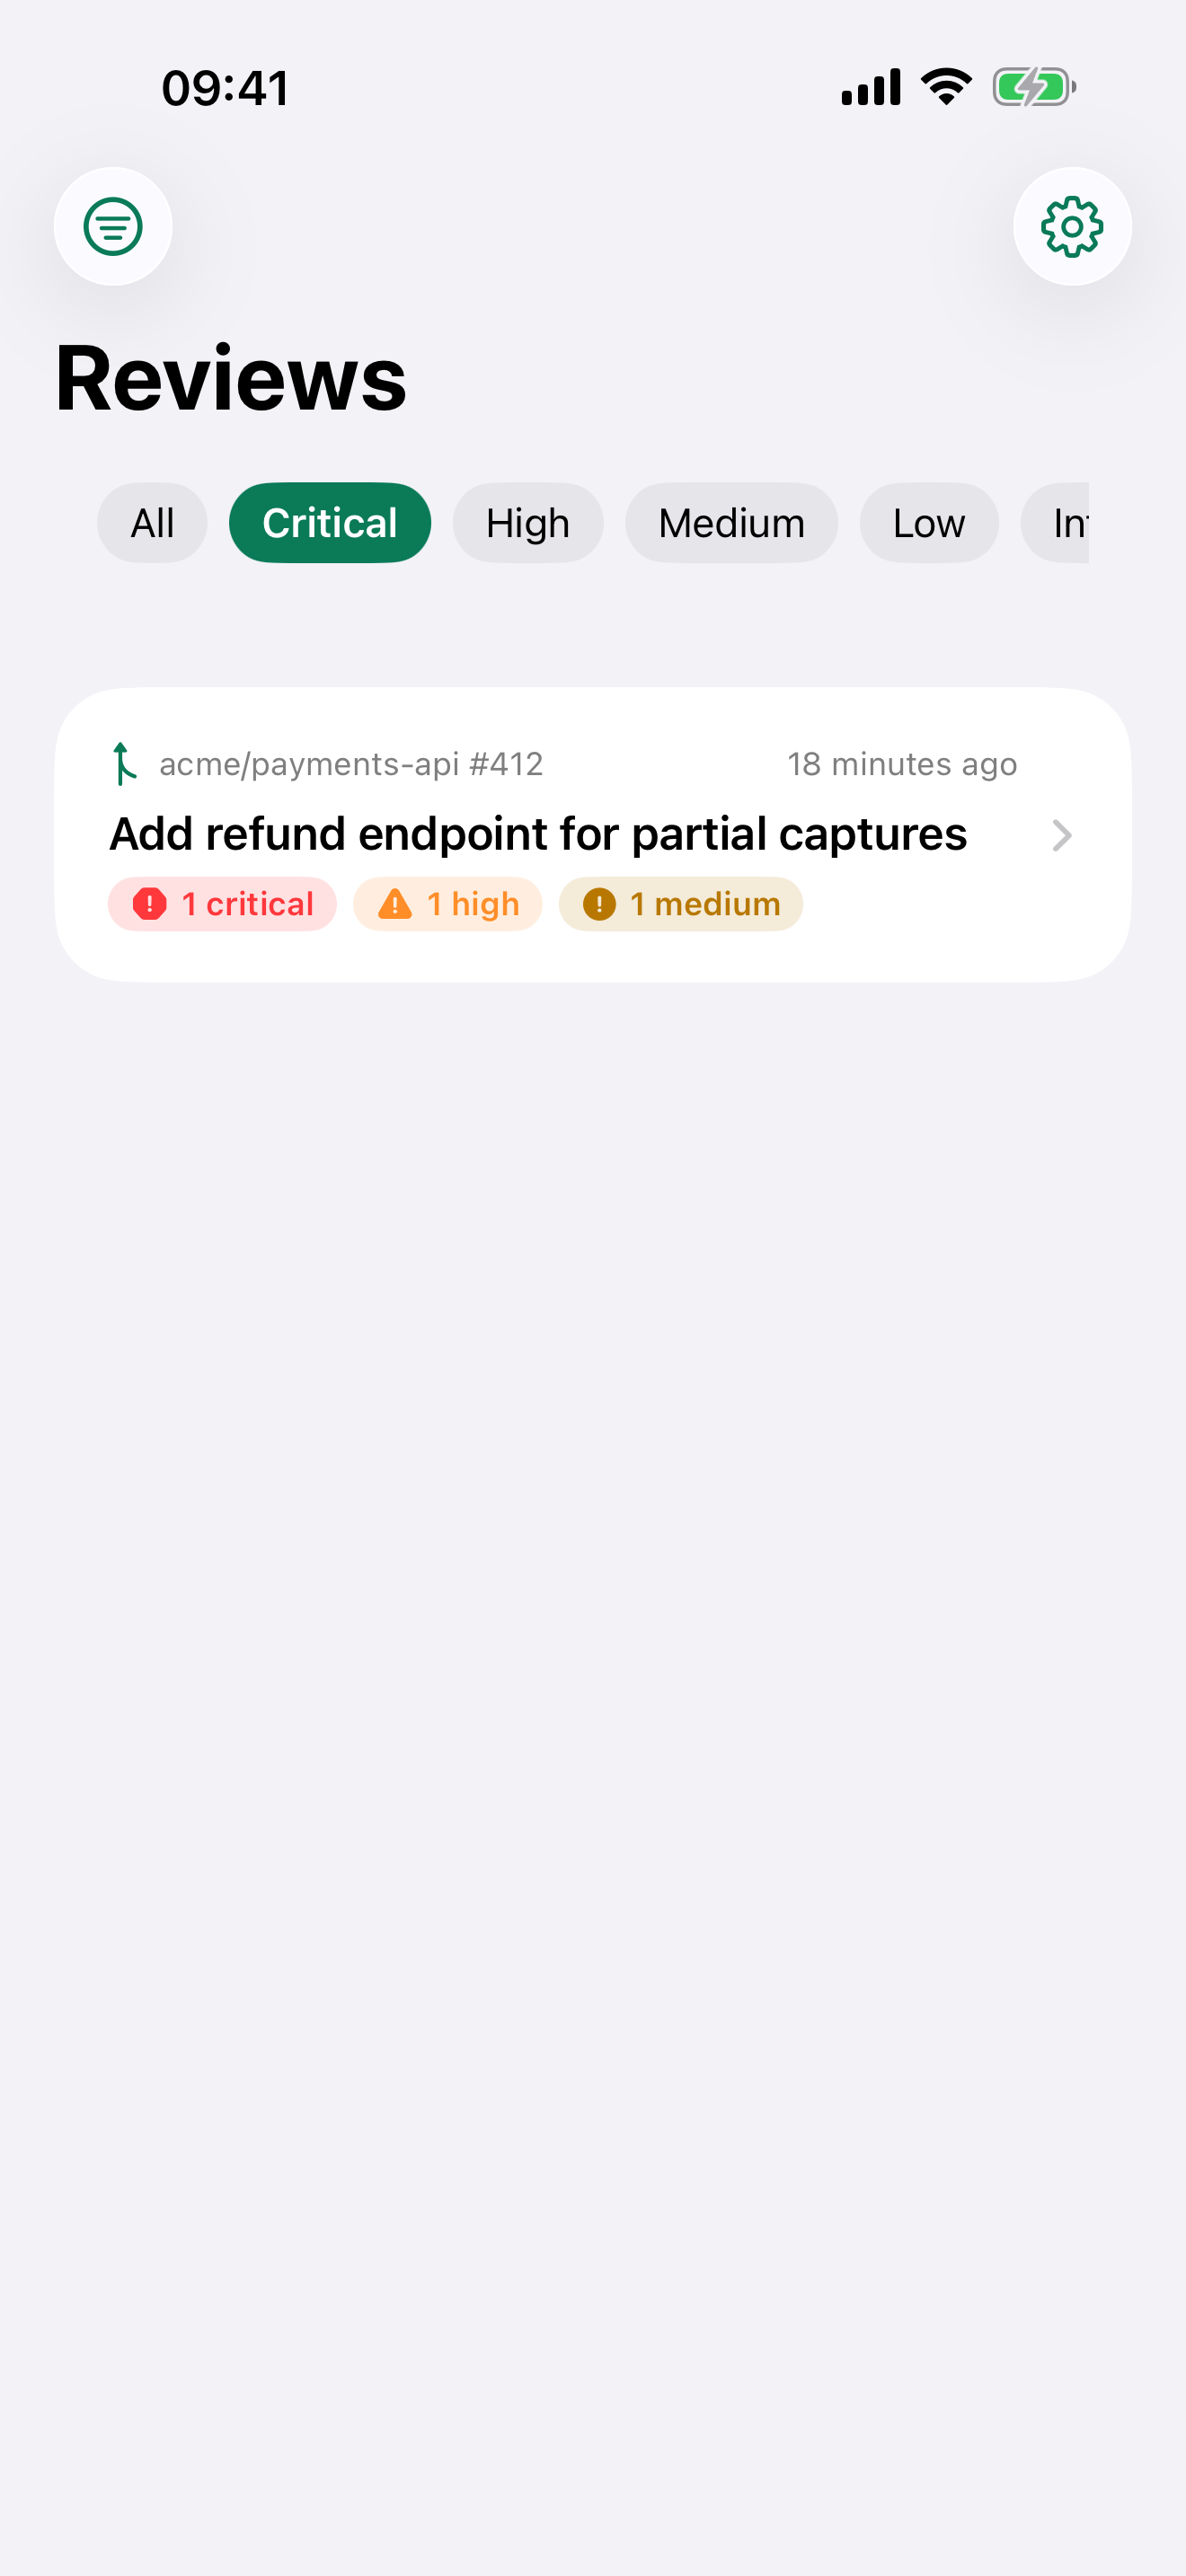 09:41
Reviews
All Critical High Medium Low
acme/payments-api #412 18 minutes ago
Add refund endpoint for partial captures
1 critical 1 high 1 medium